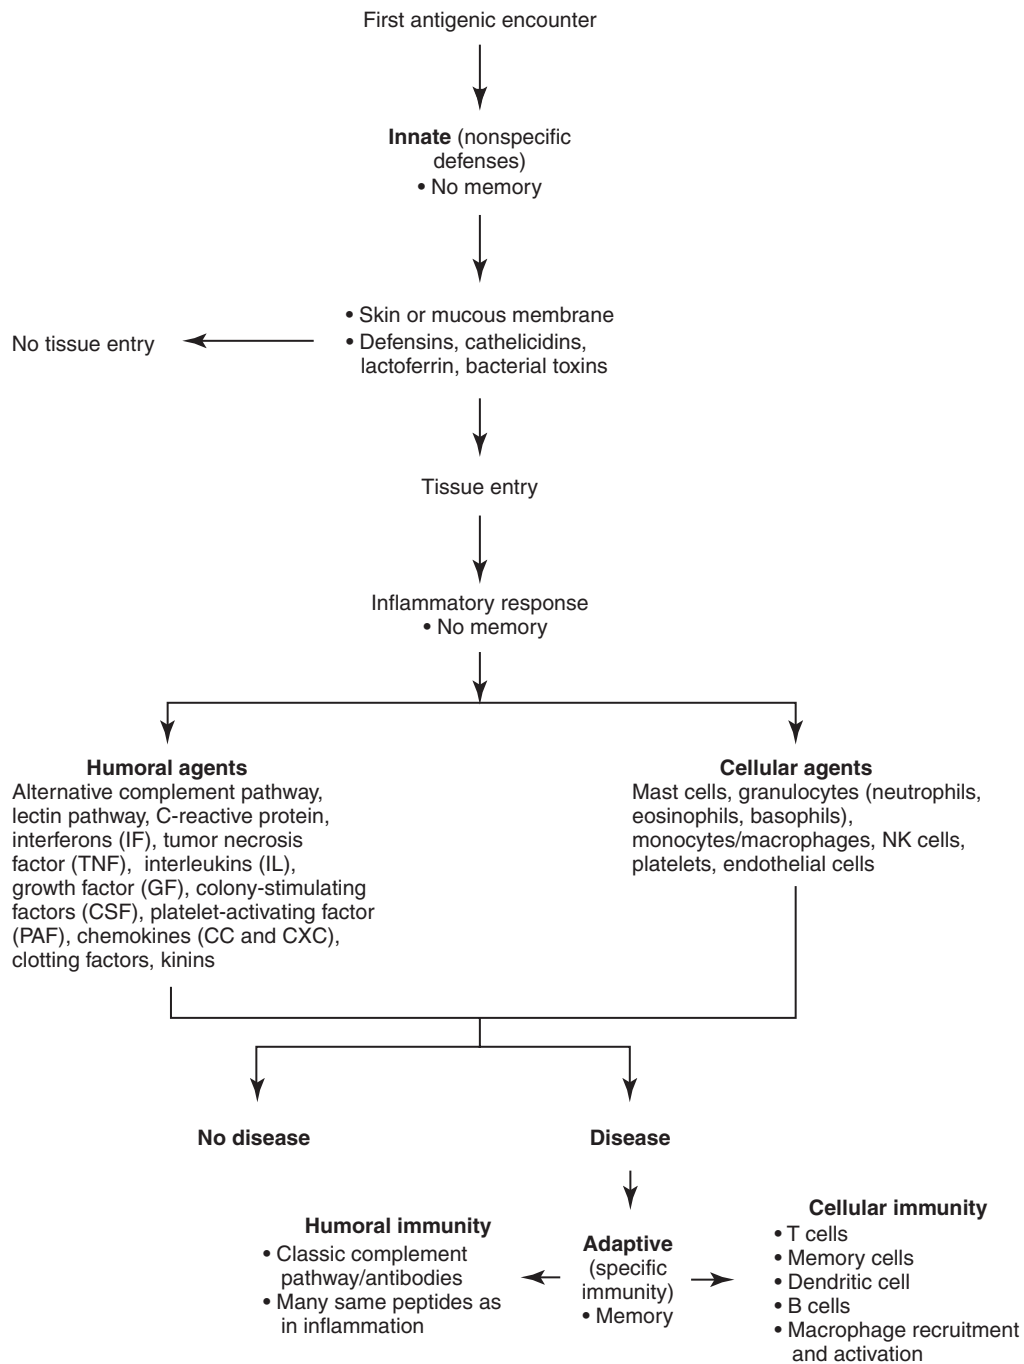 First antigenic encounter
Innate (nonspecific
defenses)
• No memory
• Skin or mucous membrane
• Defensins, cathelicidins,
lactoferrin, bacterial toxins
No tissue entry
Tissue entry
Inflammatory response
• No memory
Humoral agents
Alternative complement pathway,
lectin pathway, C-reactive protein,
interferons (IF), tumor necrosis
factor (TNF), interleukins (IL),
growth factor (GF), colony-stimulating
factors (CSF), platelet-activating factor
(PAF), chemokines (CC and CXC),
clotting factors, kinins
Cellular agents
Mast cells, granulocytes (neutrophils,
eosinophils, basophils),
monocytes/macrophages, NK cells,
platelets, endothelial cells
No disease
Disease
Humoral immunity
• Classic complement
pathway/antibodies
• Many same peptides as
in inflammation
Adaptive
(specific
immunity)
• Memory
Cellular immunity
• T cells
• Memory cells
• Dendritic cell
• B cells
• Macrophage recruitment
and activation